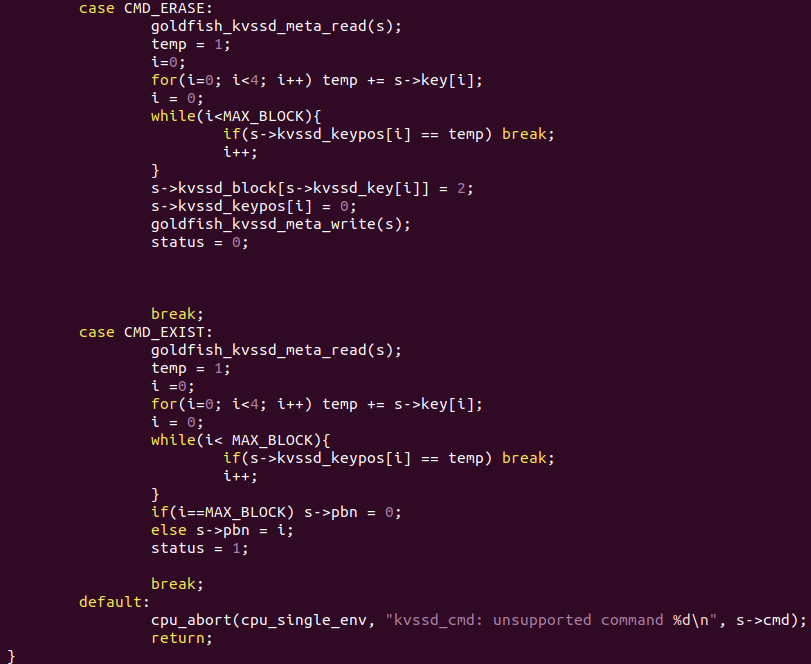 case CMD_ERASE:
goldfish_kvssd_meta_read(s);
temp = 1;
i=0;
for(i=0; i<4; i++) temp += s->key[i];
i = 0;
while(i<MAX_BLOCK){
if(s->kvssd_keypos[i] == temp) break;
i++;
}
s->kvssd_block[s->kvssd_key[i]] = 2;
s->kvssd_keypos[i] = 0;
goldfish_kvssd_meta_write(s);
status = 0;
break;
case CMD_EXIST:
goldfish_kvssd_meta_read(s);
temp = 1;
i =0;
for(i=0; i<4; i++) temp += s->key[i];
i = 0;
while(i< MAX_BLOCK){
if(s->kvssd_keypos[i] == temp) break;
i++;
}
if(i==MAX_BLOCK) s->pbn = 0;
else s->pbn = i;
status = 1;
break;
default:
cpu_abort(cpu_single_env, "kvssd_cmd: unsupported command %d\n", s->cmd);
return;
}